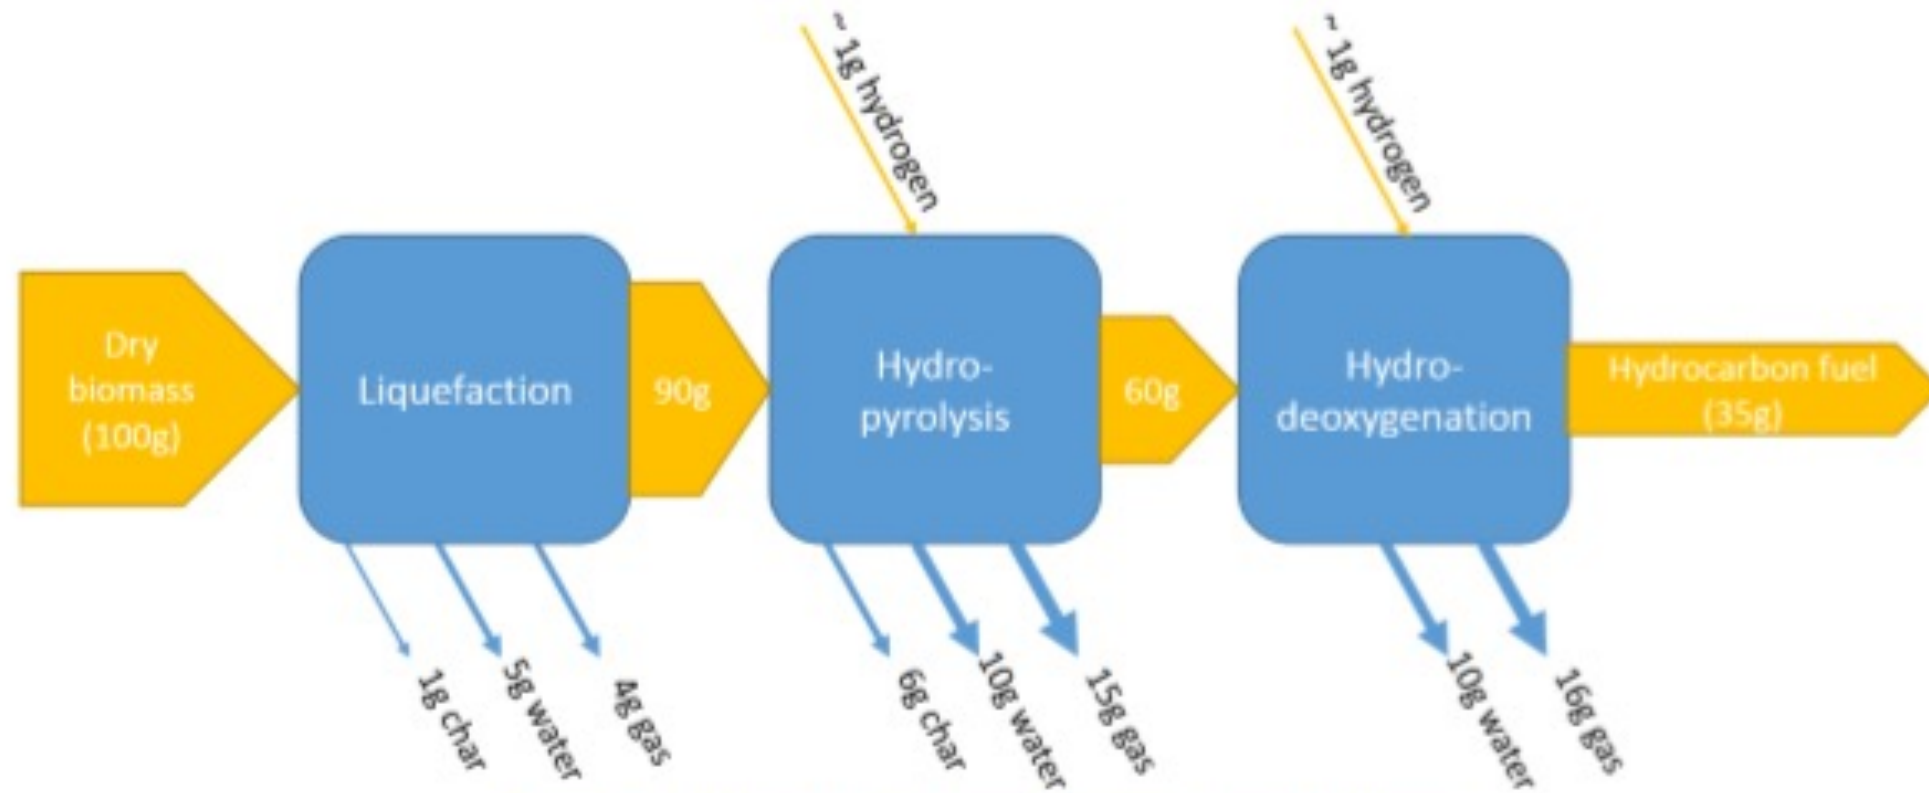 ~ 1g hydrogen
~ 1g hydrogen
Dry
biomass
(100g)
Liquefaction
90g
Hydro-
pyrolysis
60g
Hydro-
deoxygenation
Hydrocarbon fuel
(35g)
1g char
5g water
4g gas
6g char
10g water
15g gas
10g water
16g gas